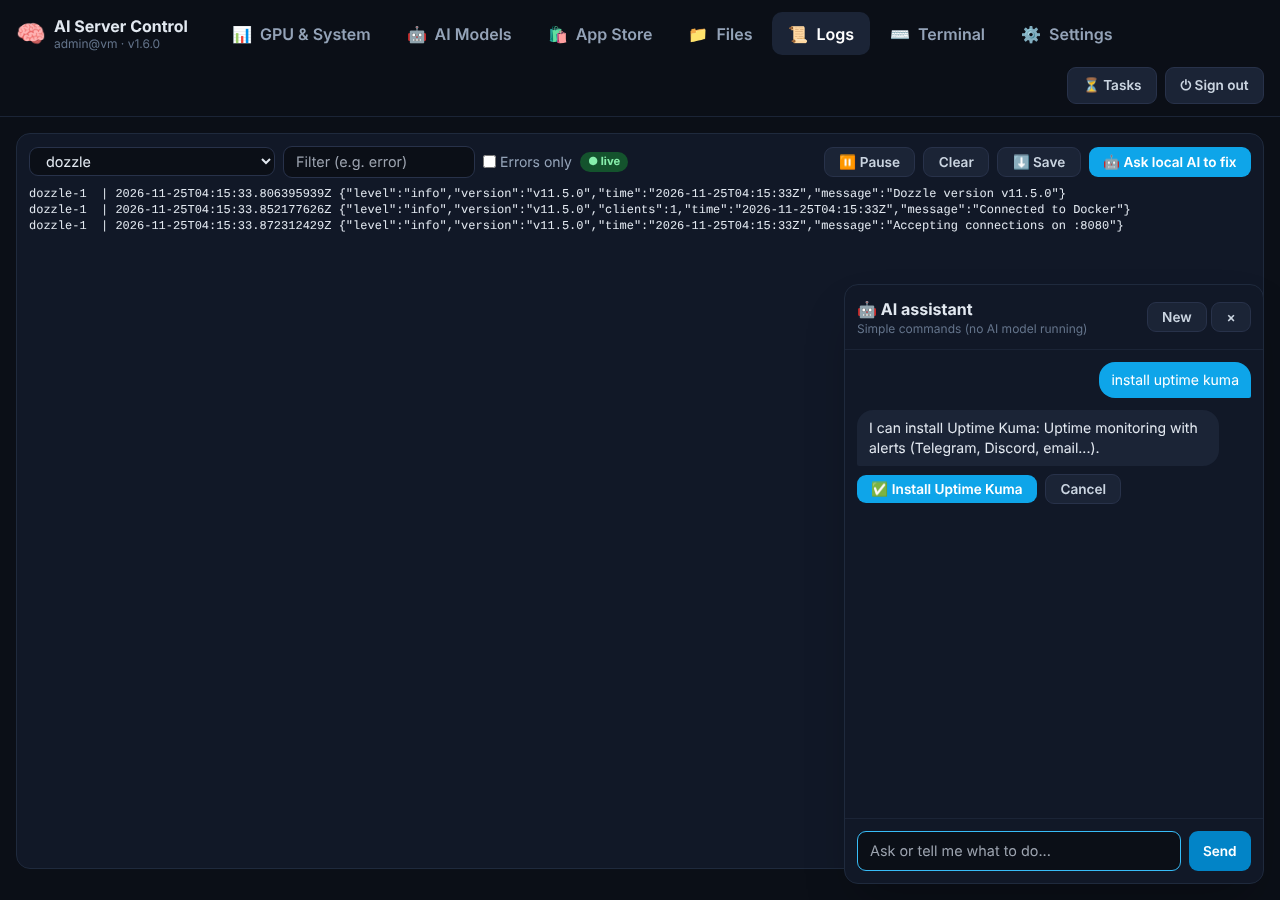 🧠 AI Server Control
admin@vm · v1.6.0
📊 GPU & System
🤖 AI Models
🛍️ App Store
📁 Files
📜 Logs
⌨️ Terminal
⚙️ Settings
⏳ Tasks
⏻ Sign out
dozzle
Filter (e.g. error)
Errors only
● live
⏸️ Pause
Clear
⬇️ Save
🤖 Ask local AI to fix
dozzle-1  | 2026-11-25T04:15:33.806395939Z {"level":"info","version":"v11.5.0","time":"2026-11-25T04:15:33Z","message":"Dozzle version v11.5.0"}
dozzle-1  | 2026-11-25T04:15:33.852177626Z {"level":"info","version":"v11.5.0","clients":1,"time":"2026-11-25T04:15:33Z","message":"Connected to Docker"}
dozzle-1  | 2026-11-25T04:15:33.872312429Z {"level":"info","version":"v11.5.0","time":"2026-11-25T04:15:33Z","message":"Accepting connections on :8080"}
🤖 AI assistant
Simple commands (no AI model running)
New
×
install uptime kuma
I can install Uptime Kuma: Uptime monitoring with
alerts (Telegram, Discord, email...).
✅ Install Uptime Kuma
Cancel
Ask or tell me what to do...
Send